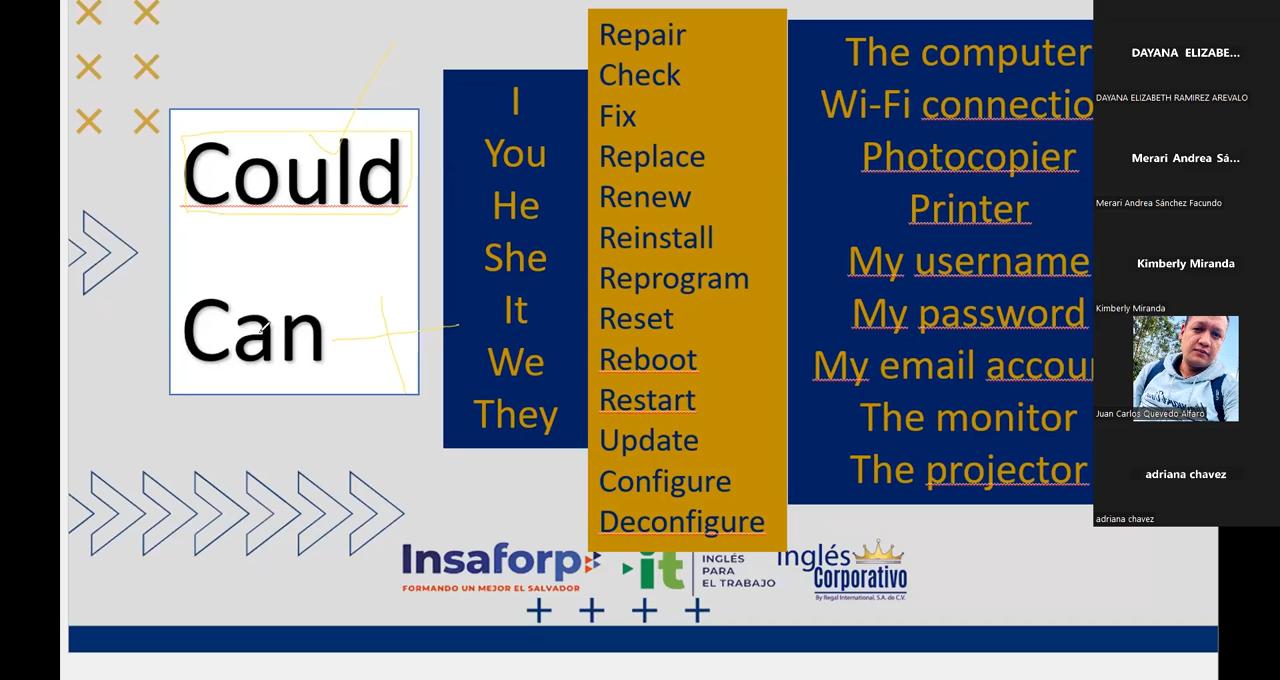 Could
Can
I
You
He
She
It
We
They
Repair
Check
Fix
Replace
Renew
Reinstall
Reprogram
Reset
Reboot
Restart
Update
Configure
Deconfigure
The computer
Wi-Fi connectio
Photocopier
Printer
My username
My password
My email accou
The monitor
The projector
DAYANA ELIZABE...
DAYANA ELIZABETH RAMIREZ AREVALO
Merari Andrea Sá...
Merari Andrea Sánchez Facundo
Kimberly Miranda
Kimberly Miranda
Juan Carlos Quevedo Alfaro
adriana chavez
adriana chavez
Insaforp
FORMANDO UN MEJOR EL SALVADOR
it
INGLÉS
PARA
EL TRABAJO
Inglés
Corporativo
By Regal International, S.A. de C.V.